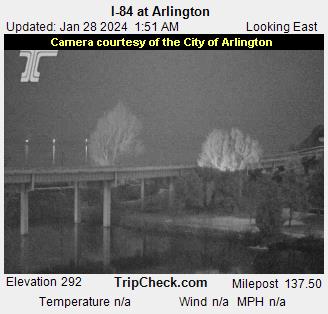 I-84 at Arlington
Updated: Jan 28 2024 1:51 AM Looking East
Camera courtesy of the City of Arlington
Elevation 292 TripCheck.com Milepost 137.50
Temperature n/a Wind n/a MPH n/a